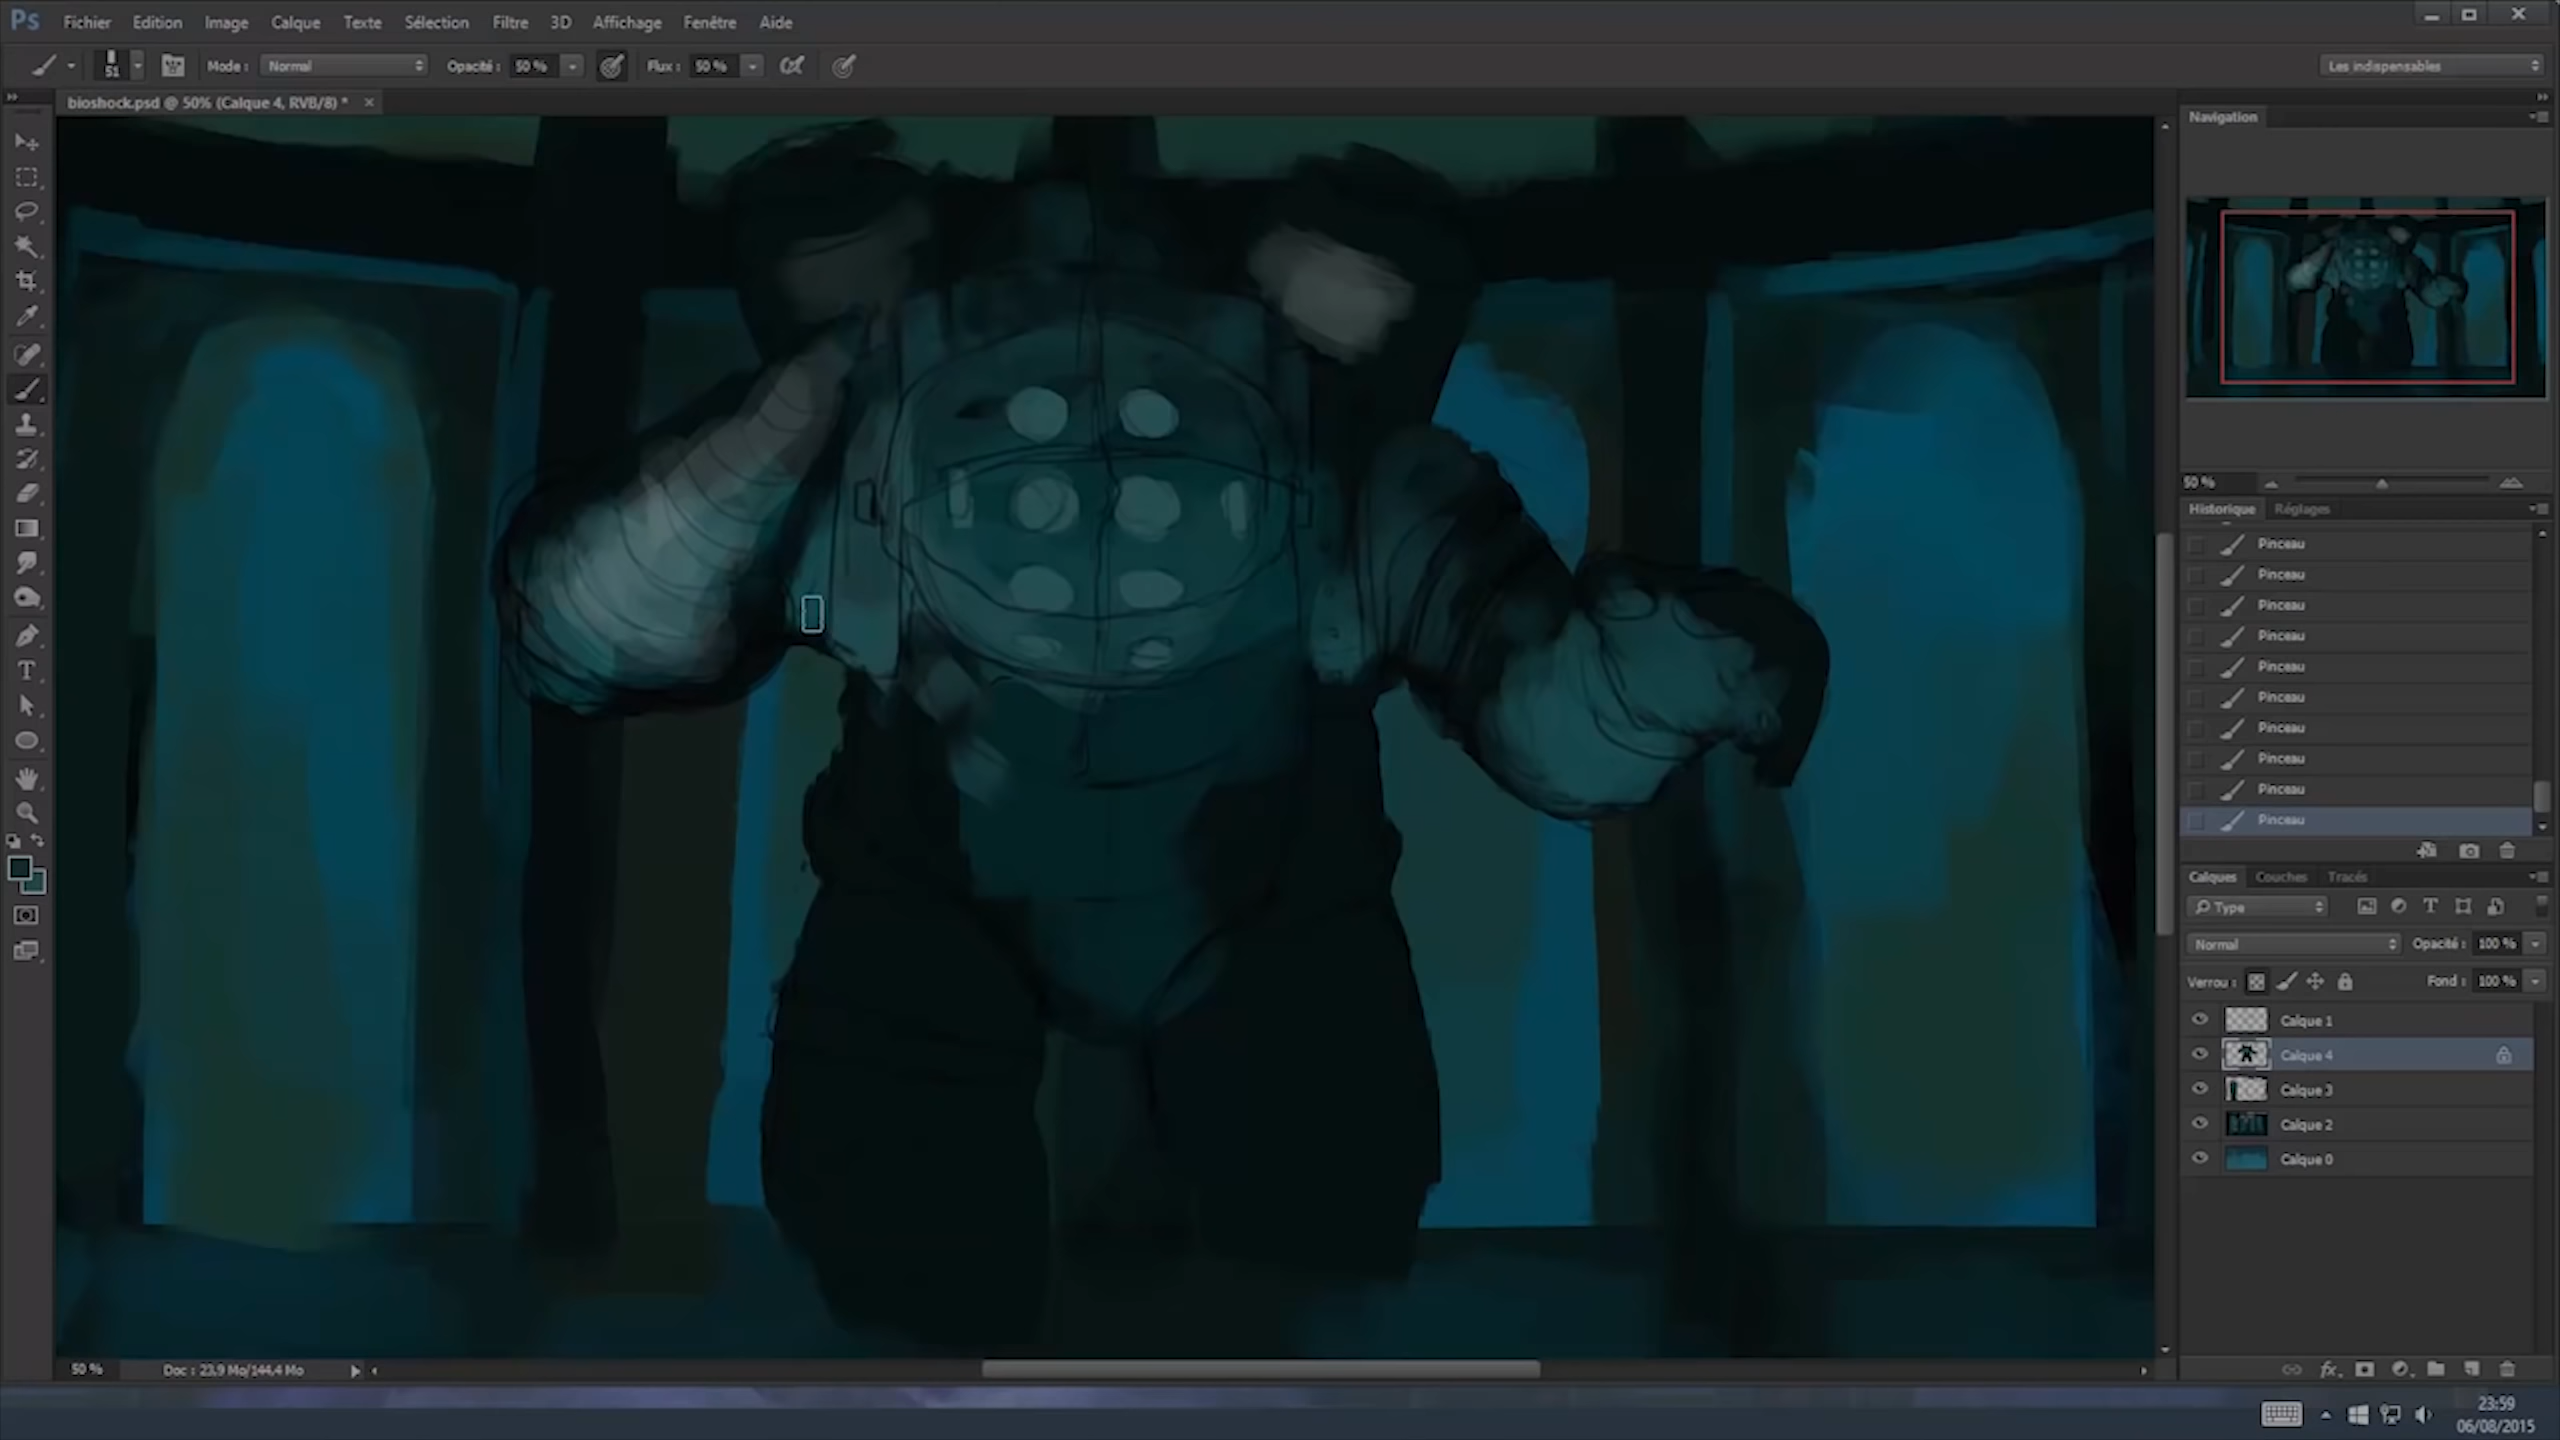 Ps Fichier Edition Image Calque Texte Sélection Filtre 3D Affichage Fenêtre Aide
51 Mode : Normal Opacité : 50 % Flux : 50 % Les indispensables
bioshock.psd @ 50% (Calque 4, RVB/8) *
Navigation
50 %
Historique Réglages
Pinceau
Pinceau
Pinceau
Pinceau
Pinceau
Pinceau
Pinceau
Pinceau
Pinceau
Pinceau
Calques Couches Tracés
Type
Normal Opacité : 100 %
Verrou : Fond : 100 %
Calque 1
Calque 4
Calque 3
Calque 2
Calque 0
50 % Doc : 23,9 Mo/144,4 Mo
fx
23:59
06/08/2015